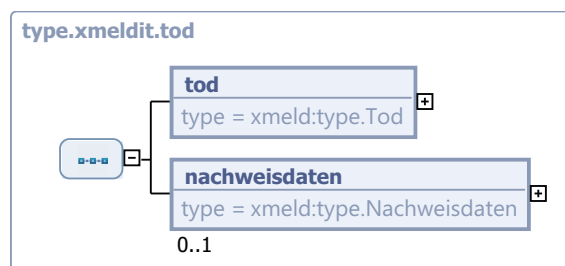 type.xmeldit.tod
tod
type = xmeld:type.Tod
nachweisdaten
type = xmeld:type.Nachweisdaten
0..1